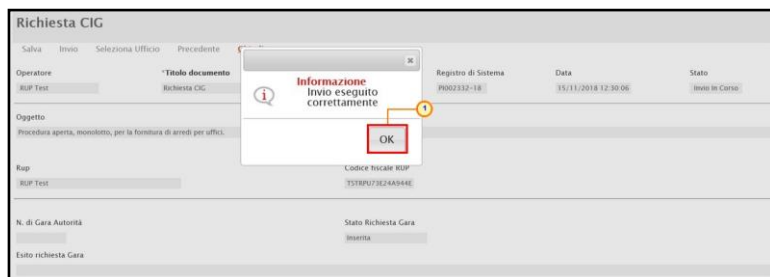 Richiesta CIG
Salva Invio Seleziona Ufficio Precedente
Operatore *Titolo documento Registro di Sistema Data Stato
RUP Test Richiesta CIG PI002332-18 15/11/2018 12:30:06 Invio In Corso
Informazione
Invio eseguito
correttamente
1
OK
Oggetto
Procedura aperta, monolotto, per la fornitura di arredi per uffici.
Rup Codice fiscale RUP
RUP Test TSTRPU73E24A944E
N. di Gara Autorità Stato Richiesta Gara
Inserita
Esito richiesta Gara